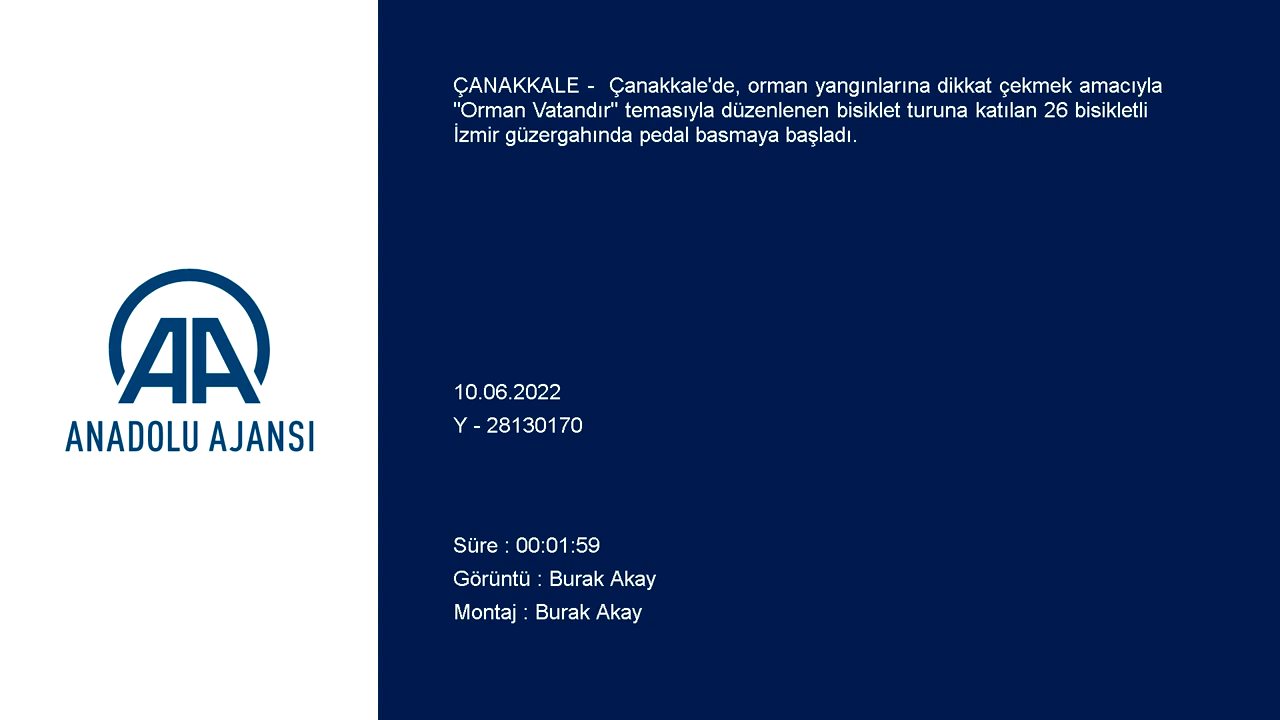 ÇANAKKALE -  Çanakkale'de, orman yangınlarına dikkat çekmek amacıyla
"Orman Vatandır" temasıyla düzenlenen bisiklet turuna katılan 26 bisikletli
İzmir güzergahında pedal basmaya başladı.
AA
ANADOLU AJANSI
10.06.2022
Y - 28130170
Süre : 00:01:59
Görüntü : Burak Akay
Montaj : Burak Akay